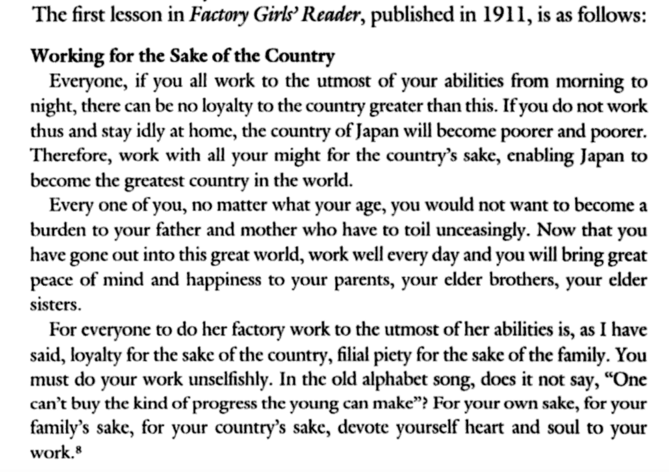 The first lesson in Factory Girls' Reader, published in 1911, is as follows:
Working for the Sake of the Country
Everyone, if you all work to the utmost of your abilities from morning to
night, there can be no loyalty to the country greater than this. If you do not work
thus and stay idly at home, the country of Japan will become poorer and poorer.
Therefore, work with all your might for the country's sake, enabling Japan to
become the greatest country in the world.
Every one of you, no matter what your age, you would not want to become a
burden to your father and mother who have to toil unceasingly. Now that you
have gone out into this great world, work well every day and you will bring great
peace of mind and happiness to your parents, your elder brothers, your elder
sisters.
For everyone to do her factory work to the utmost of her abilities is, as I have
said, loyalty for the sake of the country, filial piety for the sake of the family. You
must do your work unselfishly. In the old alphabet song, does it not say, "One
can't buy the kind of progress the young can make"? For your own sake, for your
family's sake, for your country's sake, devote yourself heart and soul to your
work.⁸